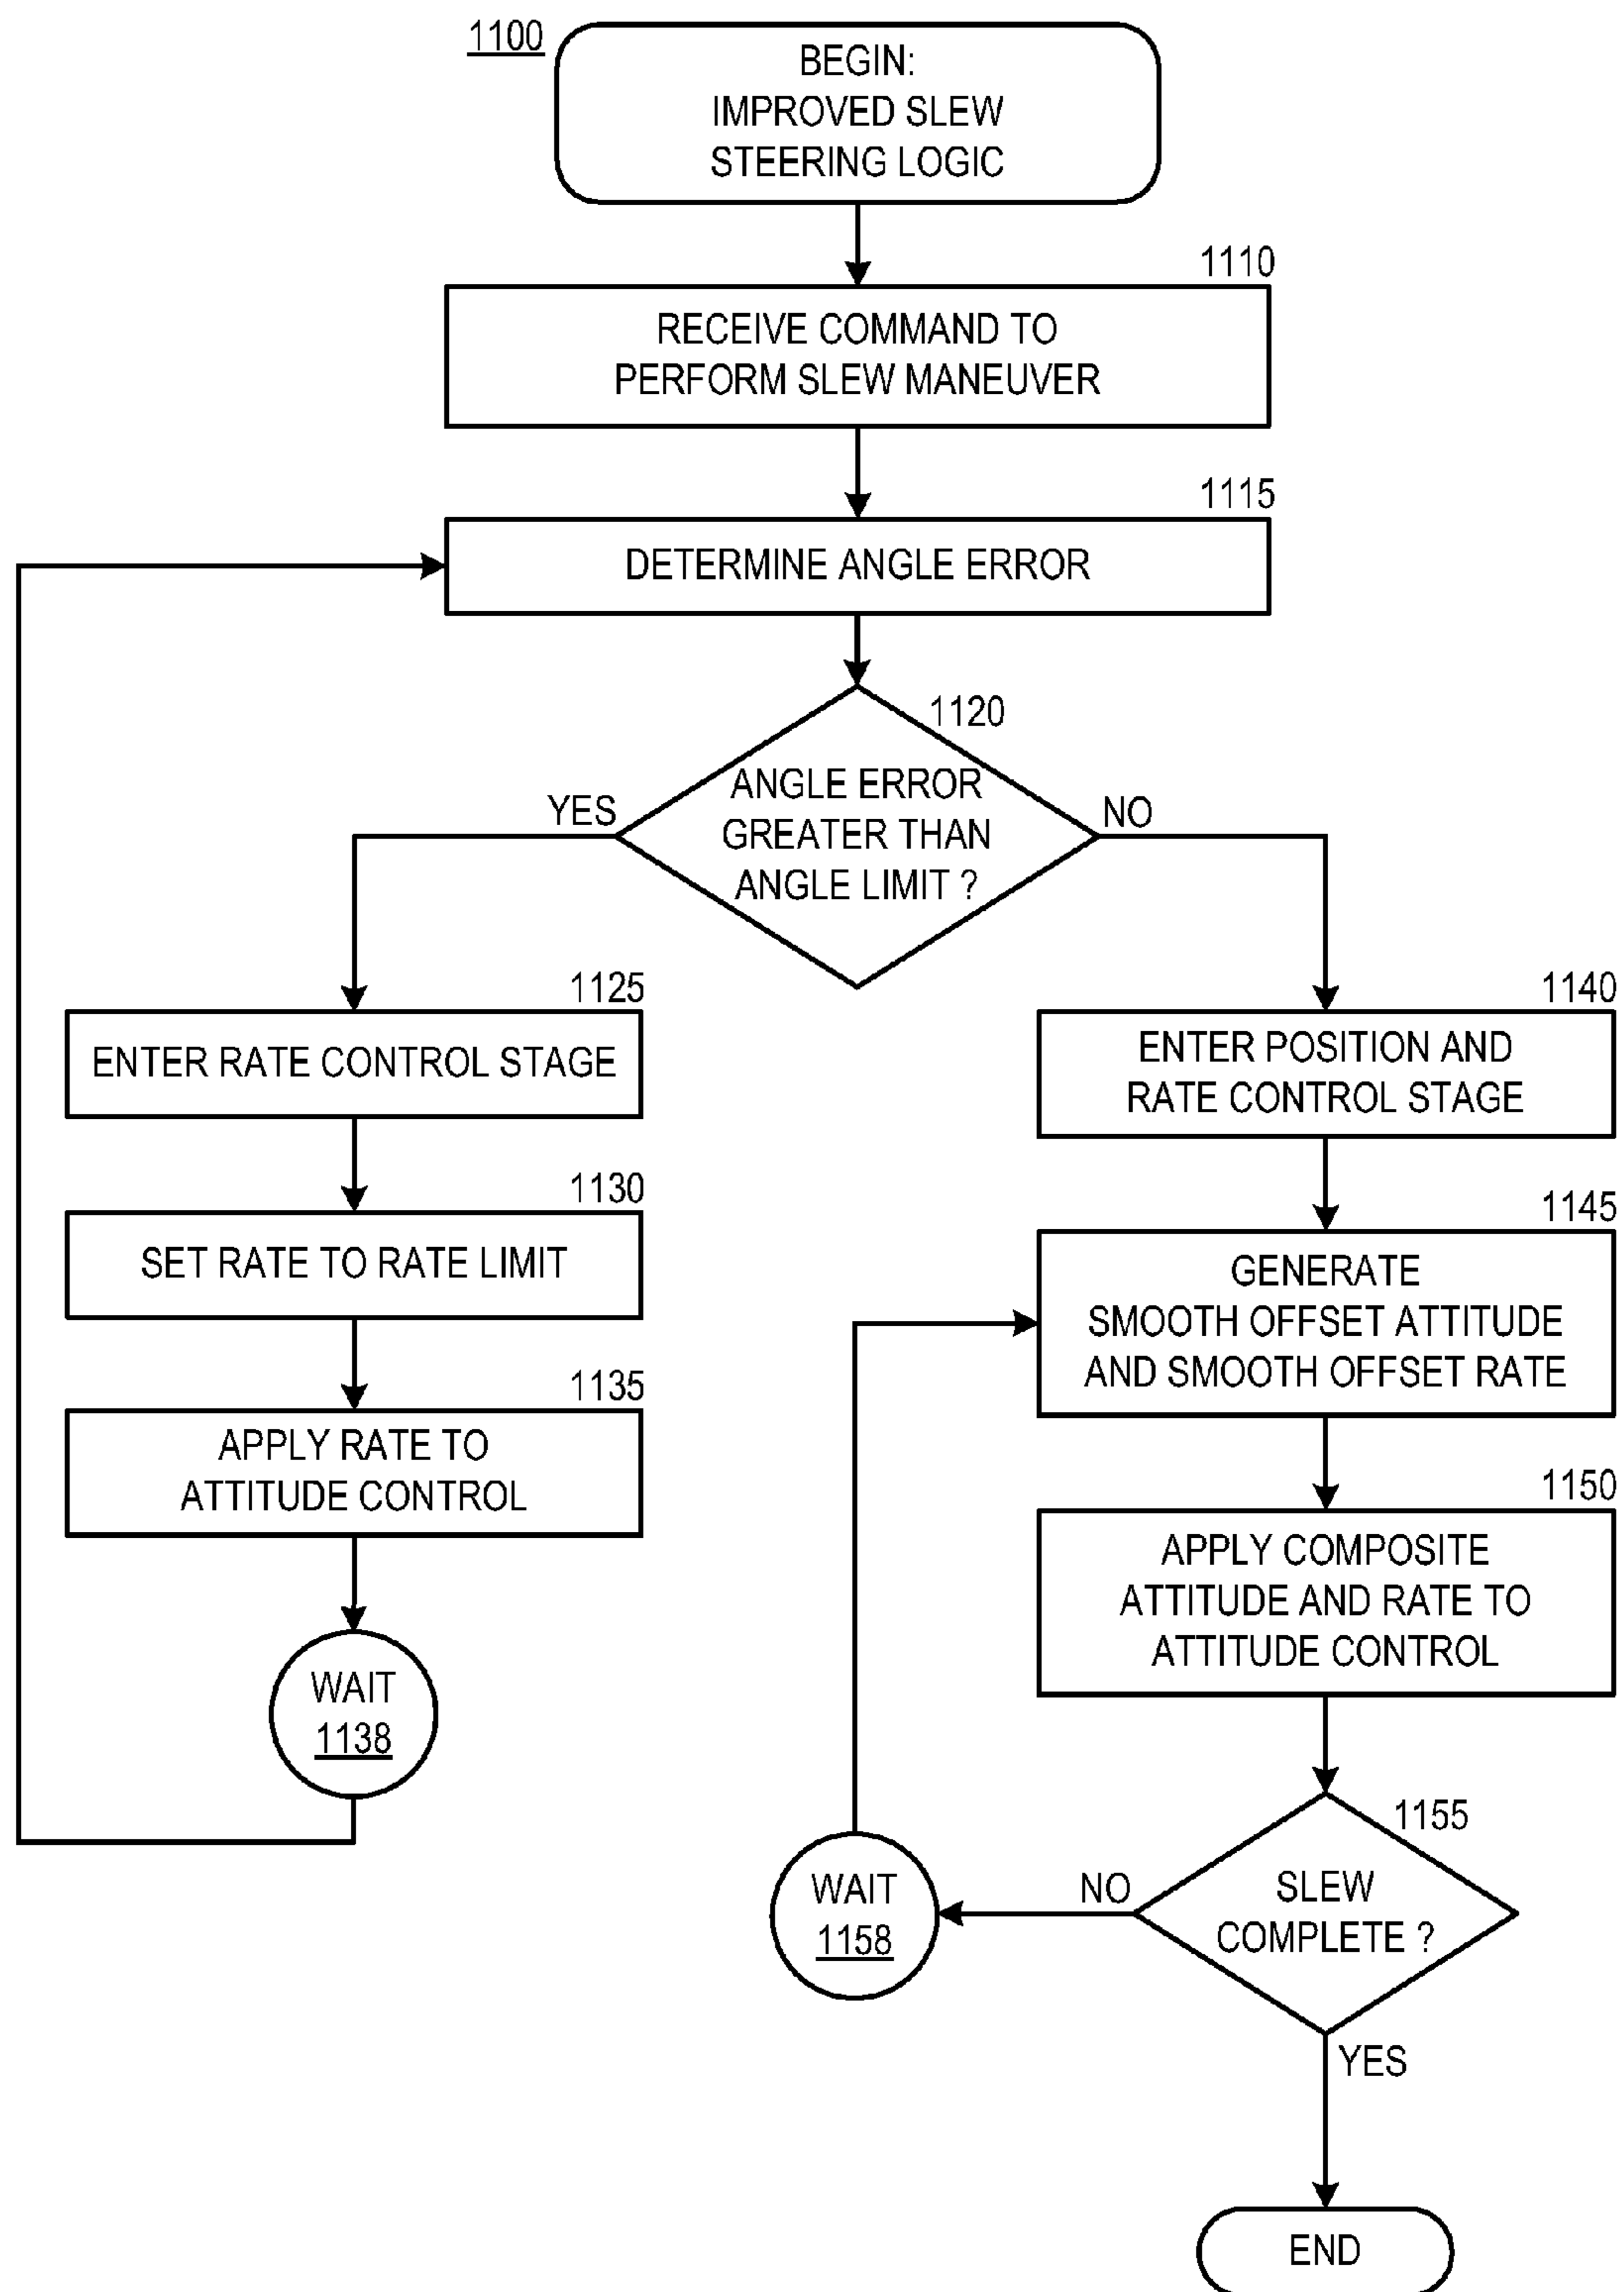 1100
BEGIN:
IMPROVED SLEW
STEERING LOGIC
1110
RECEIVE COMMAND TO
PERFORM SLEW MANEUVER
1115
DETERMINE ANGLE ERROR
1120
ANGLE ERROR
GREATER THAN
ANGLE LIMIT ?
YES
NO
1125
ENTER RATE CONTROL STAGE
1130
SET RATE TO RATE LIMIT
1135
APPLY RATE TO
ATTITUDE CONTROL
WAIT
1138
1140
ENTER POSITION AND
RATE CONTROL STAGE
1145
GENERATE
SMOOTH OFFSET ATTITUDE
AND SMOOTH OFFSET RATE
1150
APPLY COMPOSITE
ATTITUDE AND RATE TO
ATTITUDE CONTROL
1155
SLEW
COMPLETE ?
NO
WAIT
1158
YES
END